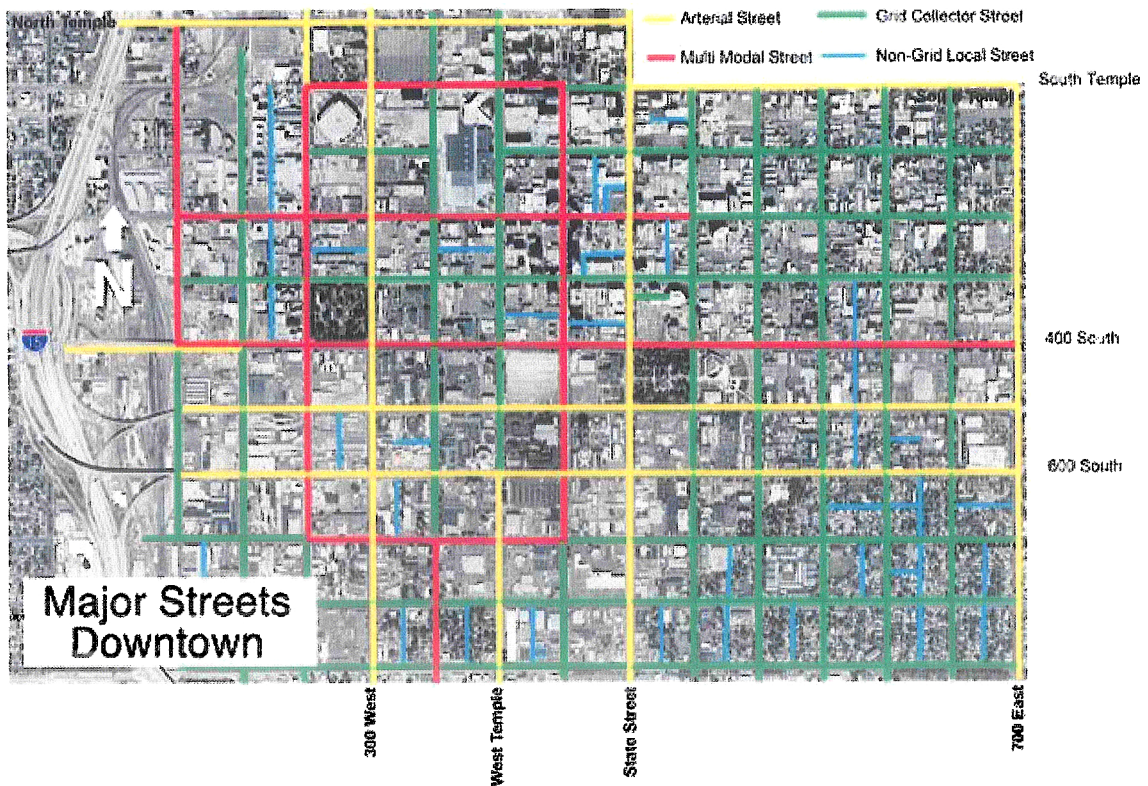 North Temple
Arterial Street
Grid Collector Street
Multi Modal Street
Non-Grid Local Street
South Temple
N
15
400 South
600 South
Major Streets
Downtown
300 West
West Temple
State Street
700 East